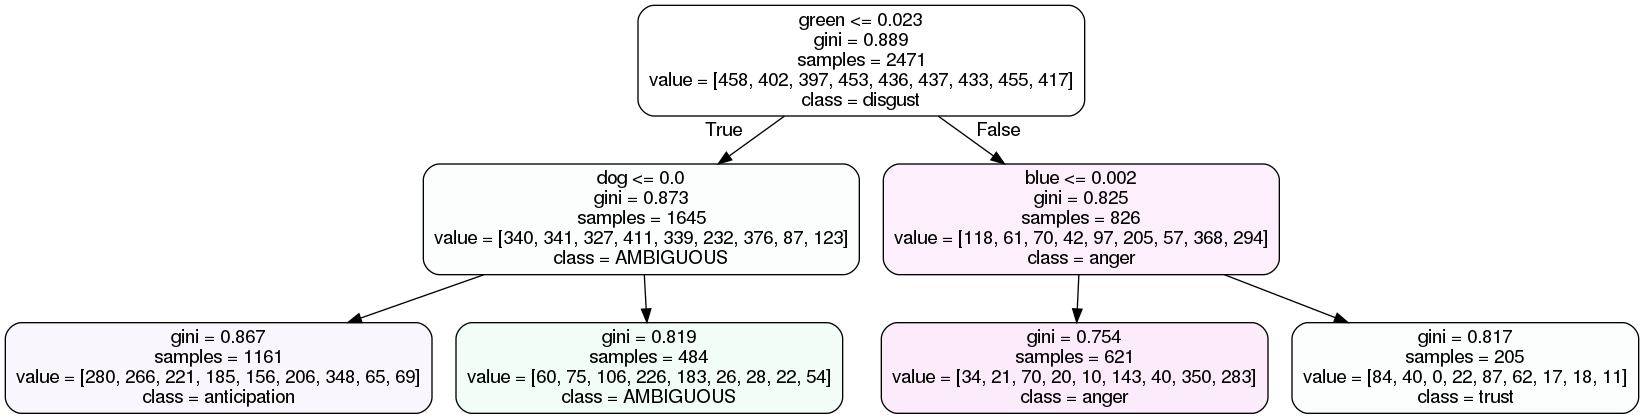 green <= 0.023
gini = 0.889
samples = 2471
value = [458, 402, 397, 453, 436, 437, 433, 455, 417]
class = disgust
True
False
dog <= 0.0
gini = 0.873
samples = 1645
value = [340, 341, 327, 411, 339, 232, 376, 87, 123]
class = AMBIGUOUS
blue <= 0.002
gini = 0.825
samples = 826
value = [118, 61, 70, 42, 97, 205, 57, 368, 294]
class = anger
gini = 0.867
samples = 1161
value = [280, 266, 221, 185, 156, 206, 348, 65, 69]
class = anticipation
gini = 0.819
samples = 484
value = [60, 75, 106, 226, 183, 26, 28, 22, 54]
class = AMBIGUOUS
gini = 0.754
samples = 621
value = [34, 21, 70, 20, 10, 143, 40, 350, 283]
class = anger
gini = 0.817
samples = 205
value = [84, 40, 0, 22, 87, 62, 17, 18, 11]
class = trust